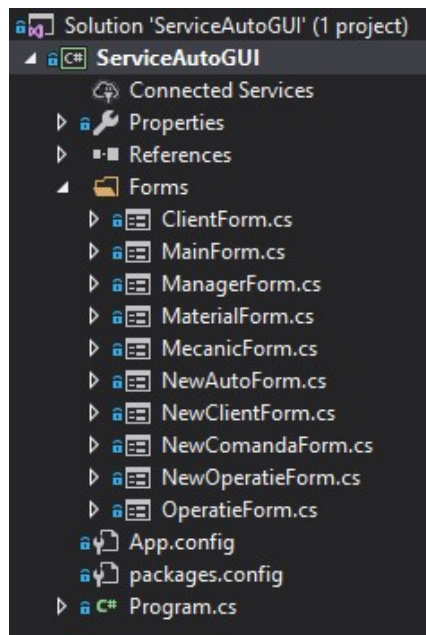 Solution 'ServiceAutoGUI' (1 project)
C# ServiceAutoGUI
Connected Services
Properties
References
Forms
ClientForm.cs
MainForm.cs
ManagerForm.cs
MaterialForm.cs
MecanicForm.cs
NewAutoForm.cs
NewClientForm.cs
NewComandaForm.cs
NewOperatieForm.cs
OperatieForm.cs
App.config
packages.config
C# Program.cs